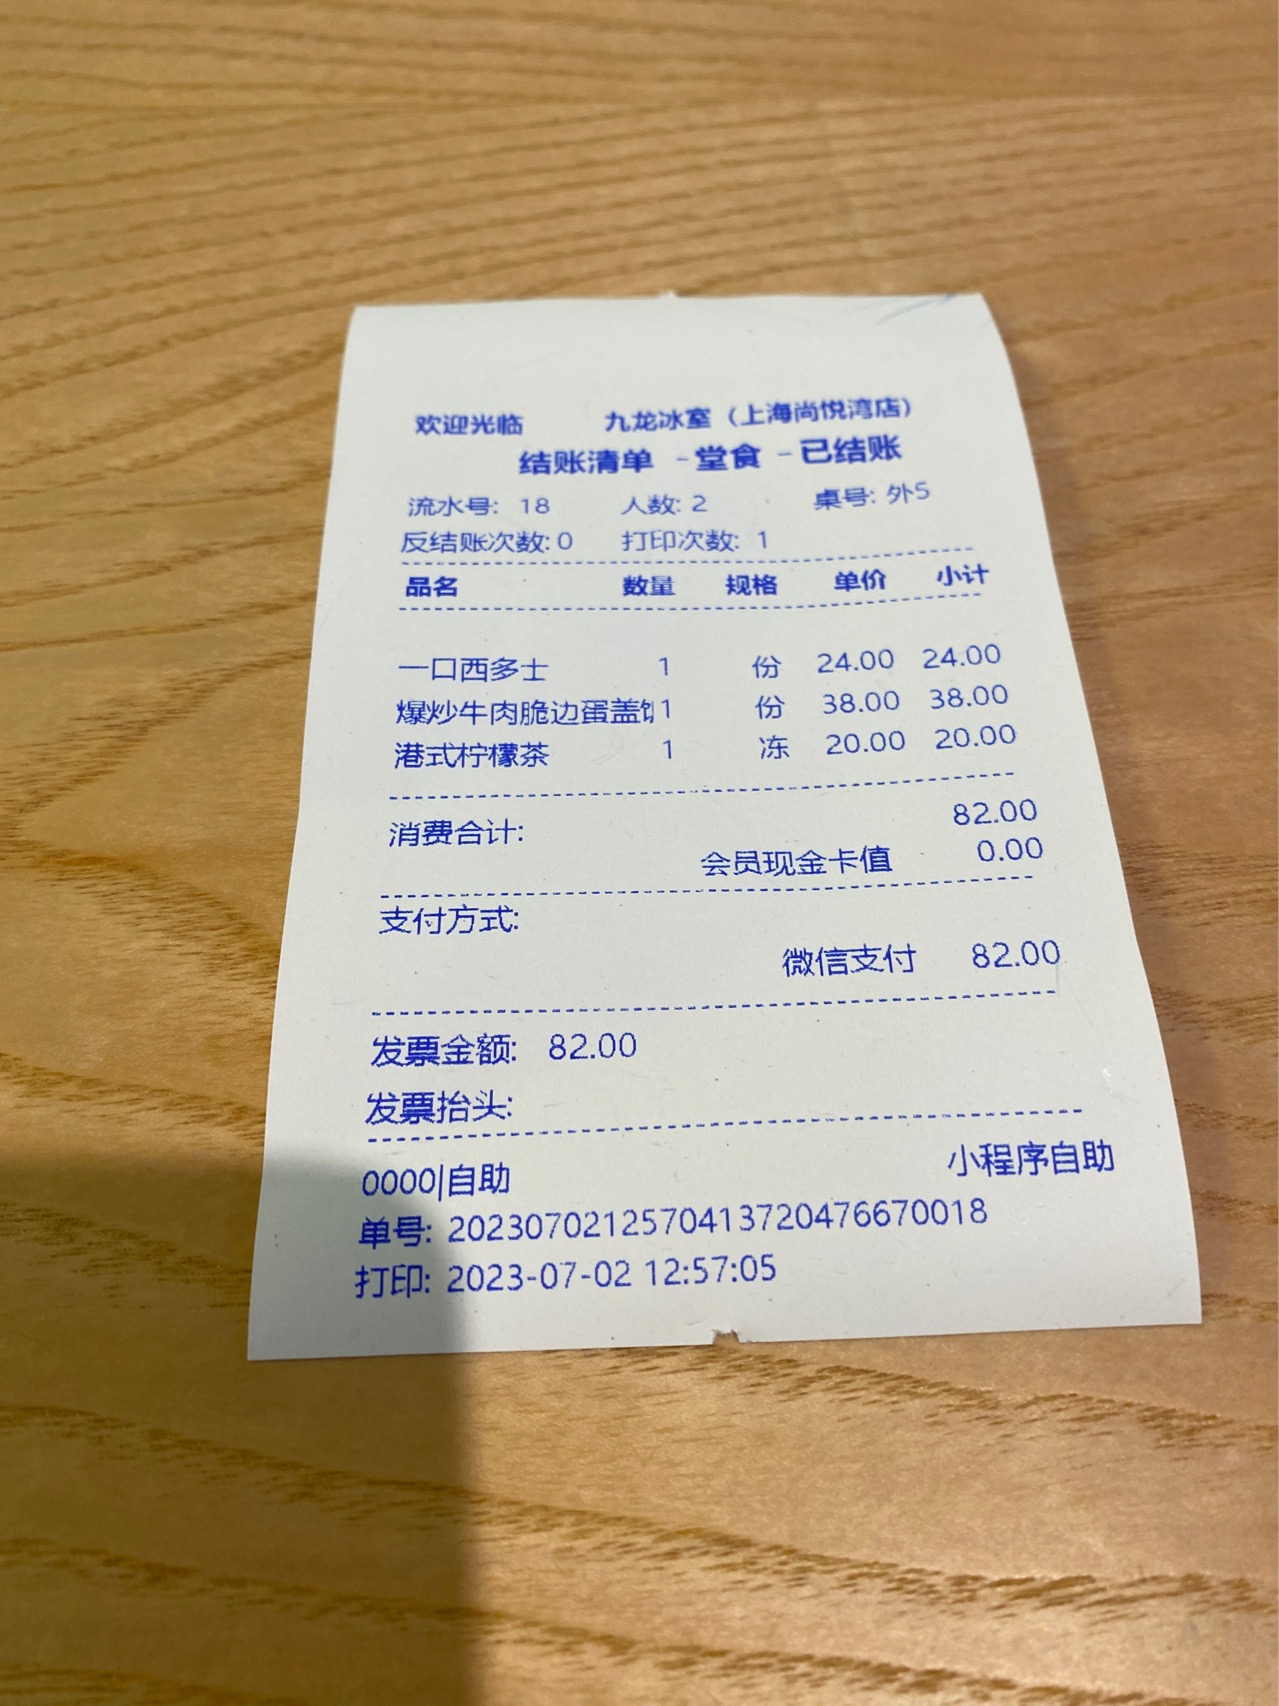 欢迎光临 九龙冰室（上海尚悦湾店）
结账清单 -堂食 -已结账
流水号: 18 人数: 2 桌号: 外5
反结账次数: 0 打印次数: 1
品名 数量 规格 单价 小计
一口西多士 1 份 24.00 24.00
爆炒牛肉脆边蛋盖 1 份 38.00 38.00
港式柠檬茶 1 冻 20.00 20.00
消费合计: 82.00
会员现金卡值 0.00
支付方式:
微信支付 82.00
发票金额: 82.00
发票抬头:
0000|自助 小程序自助
单号: 2023070212570413720476670018
打印: 2023-07-02 12:57:05